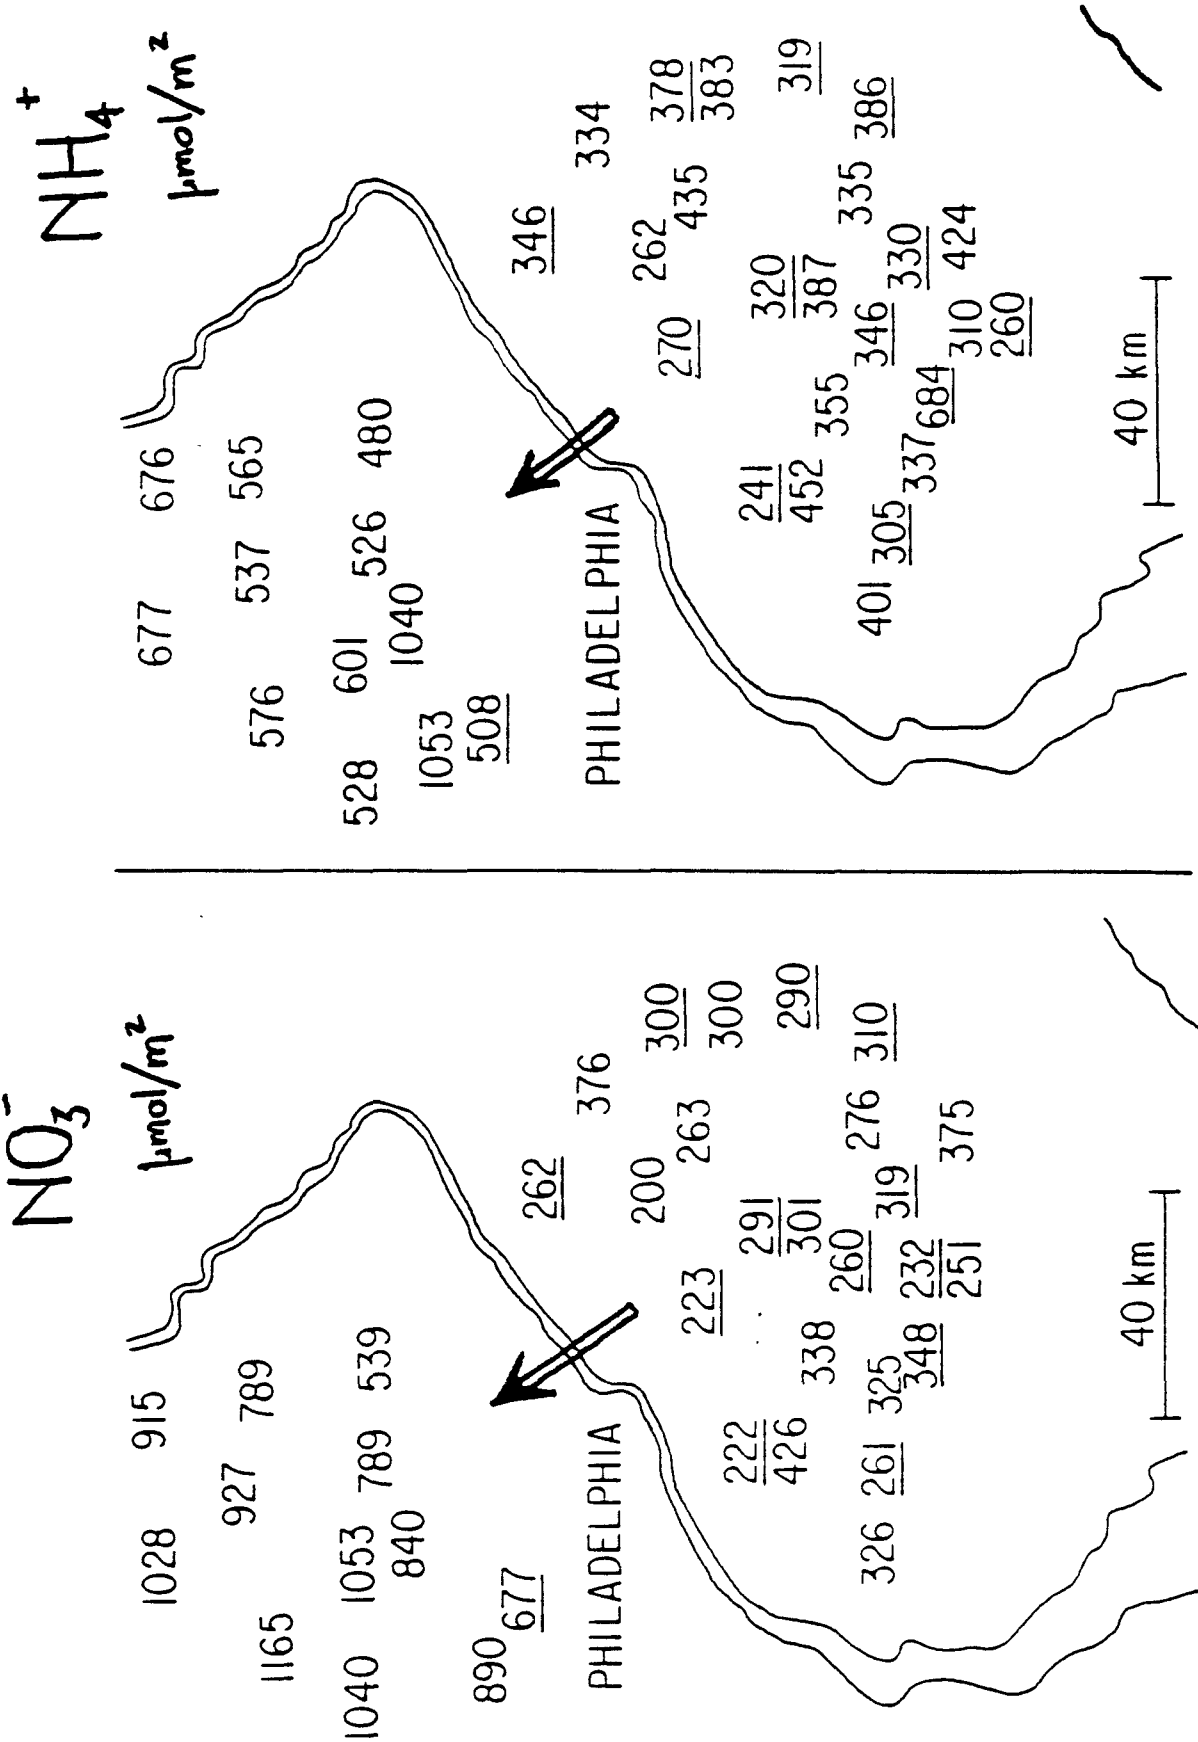 NO₃⁻
μmol/m²
1028 915
927 789
1165
1040 1053 789 539
840
890
677
262
376
PHILADELPHIA
200 300
223 263 300
222 291 290
426 301
338
260 276 310
326 261 325 319
348 232 375
251
40 km
NH₄⁺
μmol/m²
677 676
537 565
576
528 601 526 480
1040
1053
508
346
334
PHILADELPHIA
262 378
270 435 383
241 320 319
452 387
355 335
401 346 386
305 337 330
684 424
310
260
40 km